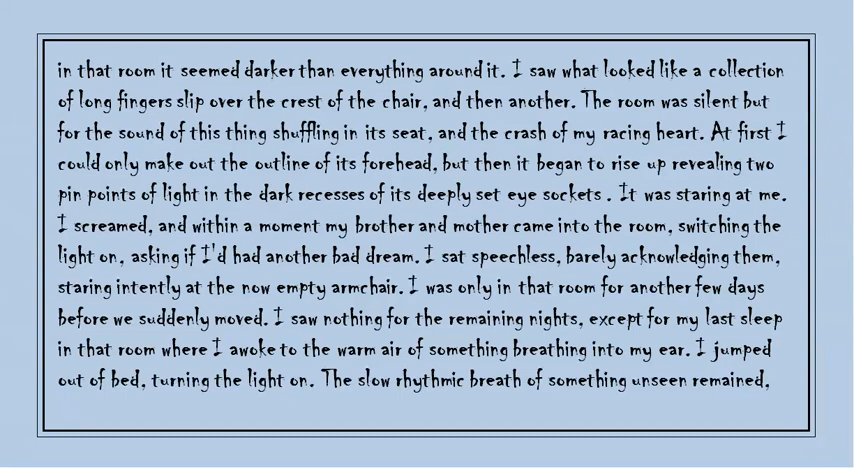 in that room it seemed darker than everything around it. I saw what looked like a collection
of long fingers slip over the crest of the chair, and then another. The room was silent but
for the sound of this thing shuffling in its seat, and the crash of my racing heart. At first I
could only make out the outline of its forehead, but then it began to rise up revealing two
pin points of light in the dark recesses of its deeply set eye sockets . It was staring at me.
I screamed, and within a moment my brother and mother came into the room, switching the
light on, asking if I'd had another bad dream. I sat speechless, barely acknowledging them,
staring intently at the now empty armchair. I was only in that room for another few days
before we suddenly moved. I saw nothing for the remaining nights, except for my last sleep
in that room where I awoke to the warm air of something breathing into my ear. I jumped
out of bed, turning the light on. The slow rhythmic breath of something unseen remained,